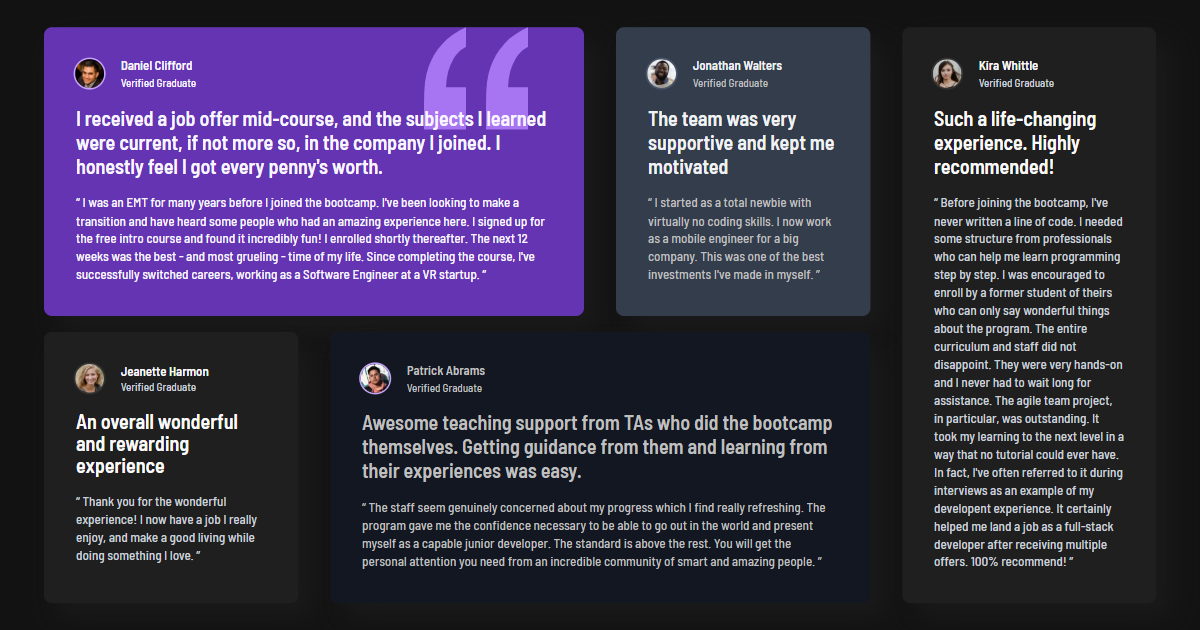 Daniel Clifford
Verified Graduate
I received a job offer mid-course, and the subjects I learned
were current, if not more so, in the company I joined. I
honestly feel I got every penny's worth.
“ I was an EMT for many years before I joined the bootcamp. I've been looking to make a
transition and have heard some people who had an amazing experience here. I signed up for
the free intro course and found it incredibly fun! I enrolled shortly thereafter. The next 12
weeks was the best - and most grueling - time of my life. Since completing the course, I've
successfully switched careers, working as a Software Engineer at a VR startup. ”
Jonathan Walters
Verified Graduate
The team was very
supportive and kept me
motivated
“ I started as a total newbie with
virtually no coding skills. I now work
as a mobile engineer for a big
company. This was one of the best
investments I've made in myself. ”
Kira Whittle
Verified Graduate
Such a life-changing
experience. Highly
recommended!
“ Before joining the bootcamp, I've
never written a line of code. I needed
some structure from professionals
who can help me learn programming
step by step. I was encouraged to
enroll by a former student of theirs
who can only say wonderful things
about the program. The entire
curriculum and staff did not
disappoint. They were very hands-on
and I never had to wait long for
assistance. The agile team project,
in particular, was outstanding. It
took my learning to the next level in a
way that no tutorial could ever have.
In fact, I've often referred to it during
interviews as an example of my
developent experience. It certainly
helped me land a job as a full-stack
developer after receiving multiple
offers. 100% recommend! ”
Jeanette Harmon
Verified Graduate
An overall wonderful
and rewarding
experience
“ Thank you for the wonderful
experience! I now have a job I really
enjoy, and make a good living while
doing something I love. ”
Patrick Abrams
Verified Graduate
Awesome teaching support from TAs who did the bootcamp
themselves. Getting guidance from them and learning from
their experiences was easy.
“ The staff seem genuinely concerned about my progress which I find really refreshing. The
program gave me the confidence necessary to be able to go out in the world and present
myself as a capable junior developer. The standard is above the rest. You will get the
personal attention you need from an incredible community of smart and amazing people. ”